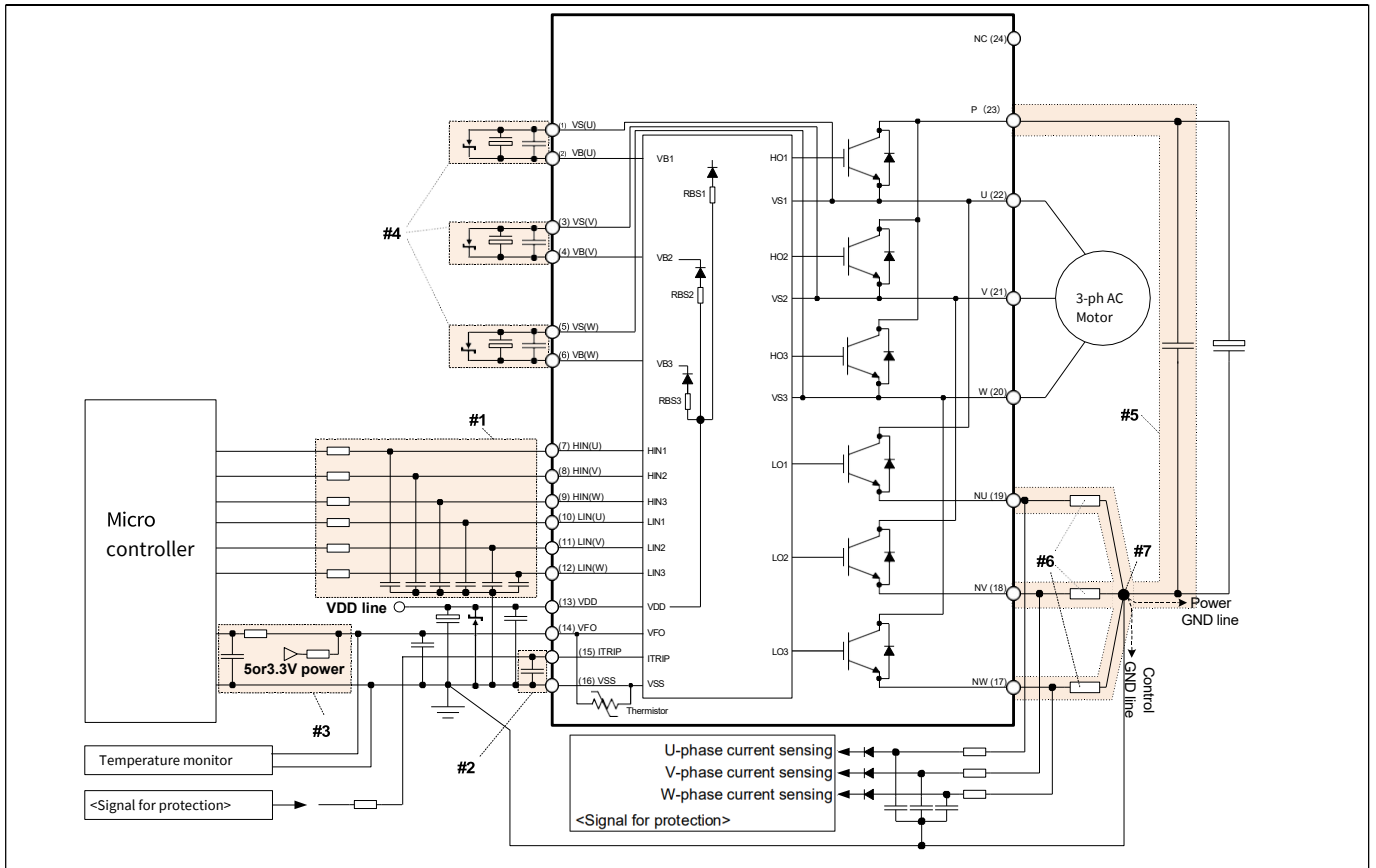 NC (24)
P (23)
(1) VS(U)
(2) VB(U)
VB1
RBS1
HO1
VS1
U (22)
#4
(3) VS(V)
(4) VB(V)
VB2
RBS2
HO2
VS2
V (21)
3-ph AC
Motor
(5) VS(W)
(6) VB(W)
VB3
RBS3
HO3
VS3
W (20)
#5
#1
(7) HIN(U)
HIN1
(8) HIN(V)
HIN2
(9) HIN(W)
HIN3
(10) LIN(U)
LIN1
(11) LIN(V)
LIN2
(12) LIN(W)
LIN3
LO1
NU (19)
Micro
controller
LO2
NV (18)
#6
#7
Power
GND line
Control
GND line
VDD line
(13) VDD
VDD
(14) VFO
VFO
(15) ITRIP
ITRIP
(16) VSS
VSS
Thermistor
LO3
NW (17)
5or3.3V power
#3
#2
Temperature monitor
<Signal for protection>
U-phase current sensing
V-phase current sensing
W-phase current sensing
<Signal for protection>